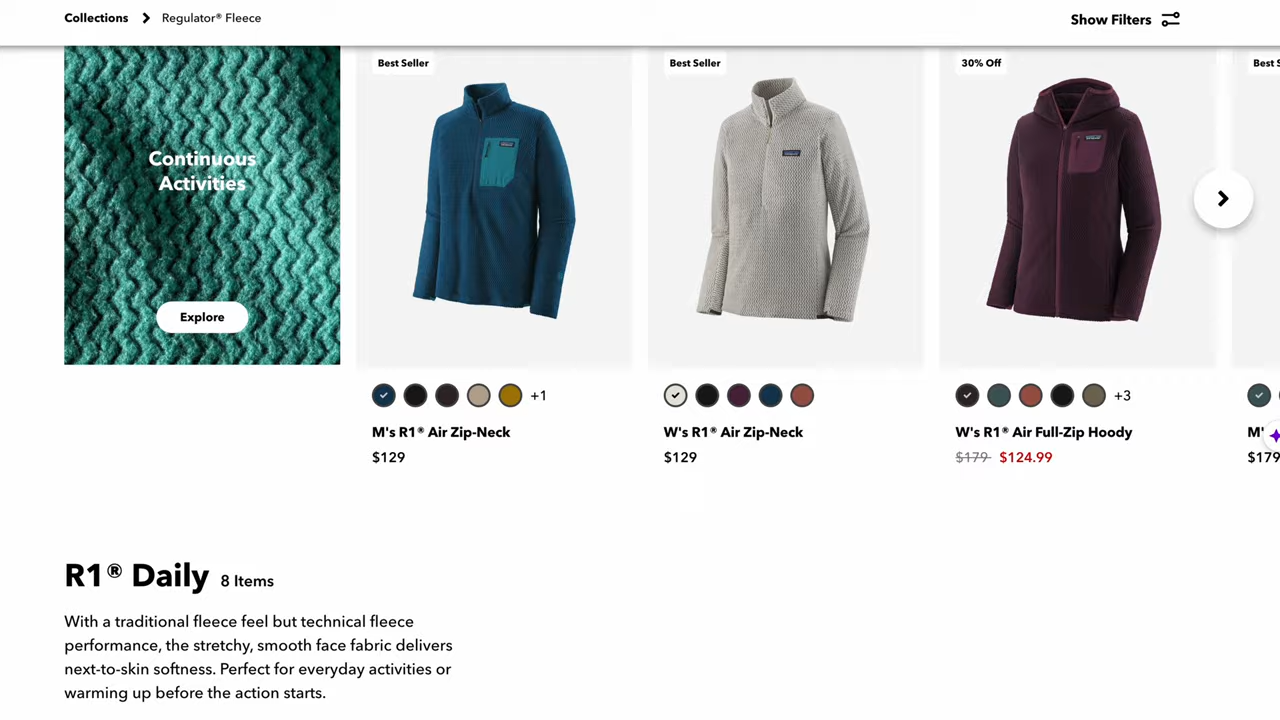 Collections
Regulator® Fleece
Show Filters
Continuous
Activities
Explore
Best Seller
Best Seller
30% Off
Best S
+1
+3
M's R1® Air Zip-Neck
$129
W's R1® Air Zip-Neck
$129
W's R1® Air Full-Zip Hoody
$179 $124.99
M'
$179
R1® Daily 8 Items
With a traditional fleece feel but technical fleece
performance, the stretchy, smooth face fabric delivers
next-to-skin softness. Perfect for everyday activities or
warming up before the action starts.